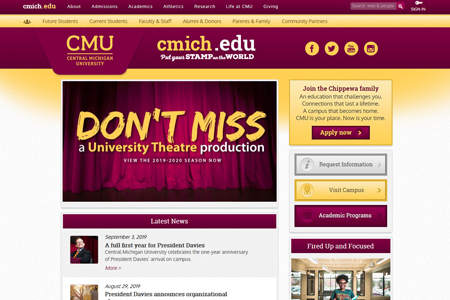 cmich.edu About Admissions Academics Athletics Research Life at CMU Giving Search web & people SIGN-IN
Future Students Current Students Faculty & Staff Alumni & Donors Parents & Family Community Partners
CMU
CENTRAL MICHIGAN
UNIVERSITY
cmich.edu
Put your STAMP on the WORLD
DON'T MISS
a University Theatre production
VIEW THE 2019-2020 SEASON NOW
Join the Chippewa family
An education that challenges you.
Connections that last a lifetime.
A campus that becomes home.
CMU is your place. Now is your time.
Apply now
Request Information
Visit Campus
Academic Programs
Latest News
September 3, 2019
A full first year for President Davies
Central Michigan University celebrates the one-year anniversary
of President Davies' arrival on campus.
More >
August 29, 2019
President Davies announces organizational
Fired Up and Focused